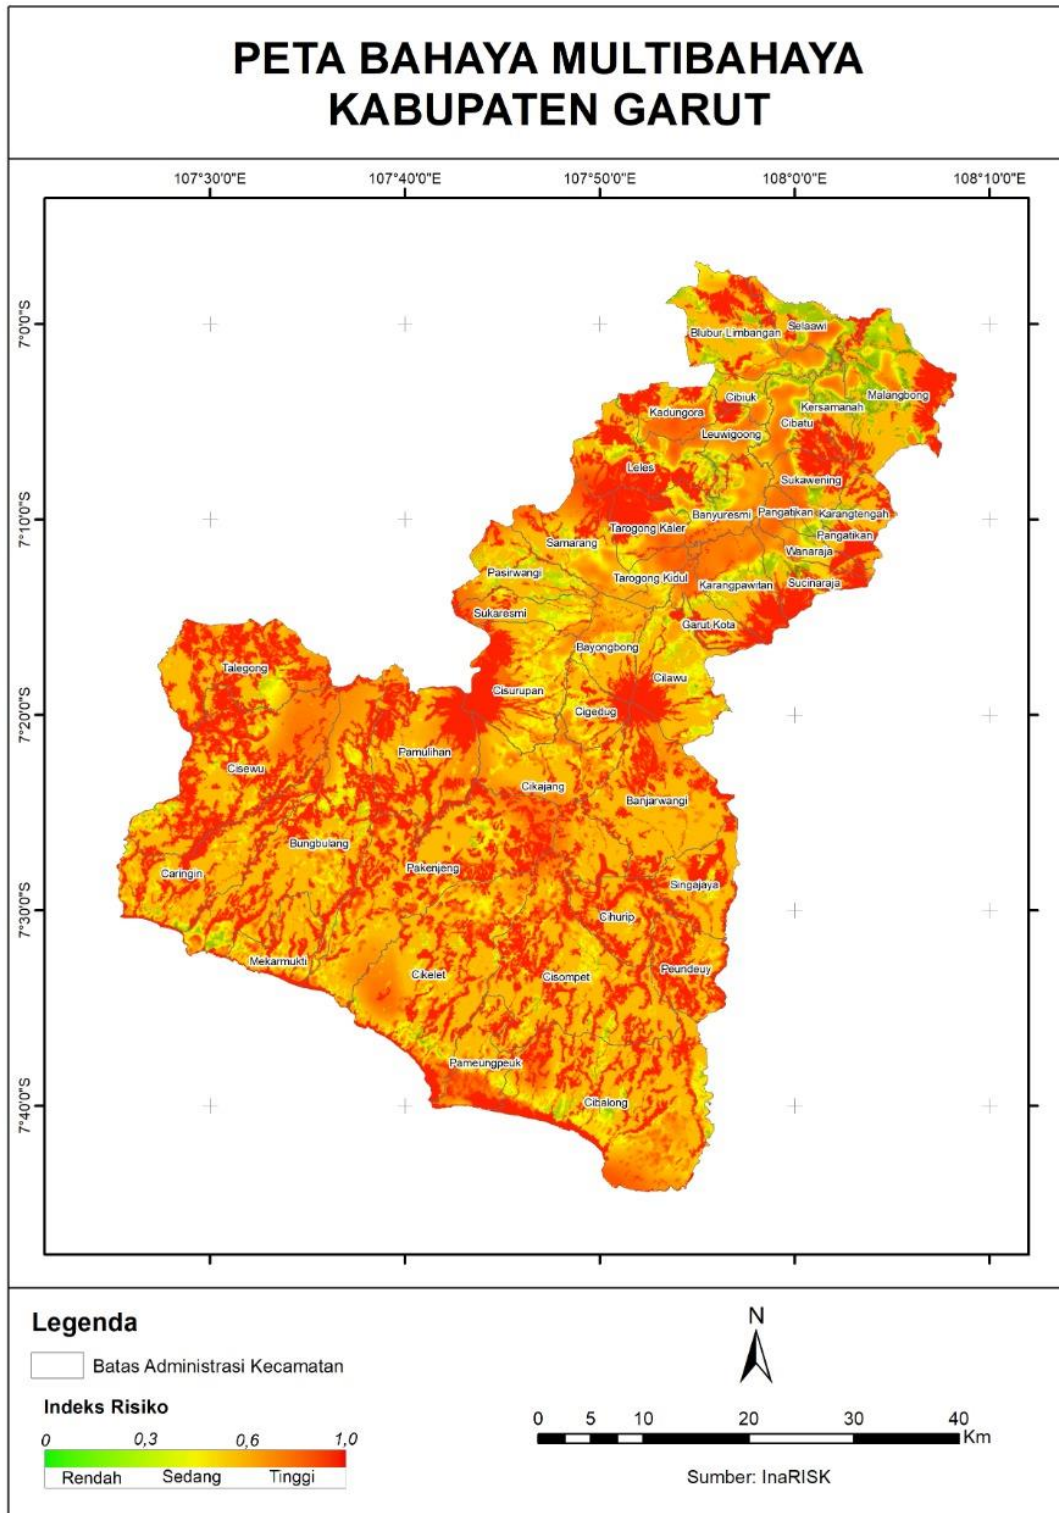 PETA BAHAYA MULTIBAHAYA
KABUPATEN GARUT
107°30'0"E
107°40'0"E
107°50'0"E
108°0'0"E
108°10'0"E
7°0'0"S
7°10'0"S
7°20'0"S
7°30'0"S
7°40'0"S
Blubur Limbangan
Selaawi
Malangbong
Cibiuk
Kersamanah
Kadungora
Cibatu
Leuwigoong
Leles
Sukawening
Banyuresmi
Pangatikan
Karangtengah
Tarogong Kaler
Pangatikan
Samarang
Wanaraja
Pasirwangi
Tarogong Kidul
Karangpawitan
Sucinaraja
Sukaresmi
Garut Kota
Bayongbong
Talegong
Cilawu
Cisurupan
Cigedug
Pamulihan
Cisewu
Cikajang
Banjarwangi
Bungbulang
Pakenjeng
Caringin
Singajaya
Cihurip
Mekarmukti
Cikelet
Cisompet
Peundeuy
Pameungpeuk
Cibalong
Legenda
Batas Administrasi Kecamatan
Indeks Risiko
0 0,3 0,6 1,0
Rendah Sedang Tinggi
N
0 5 10 20 30 40
Km
Sumber: InaRISK